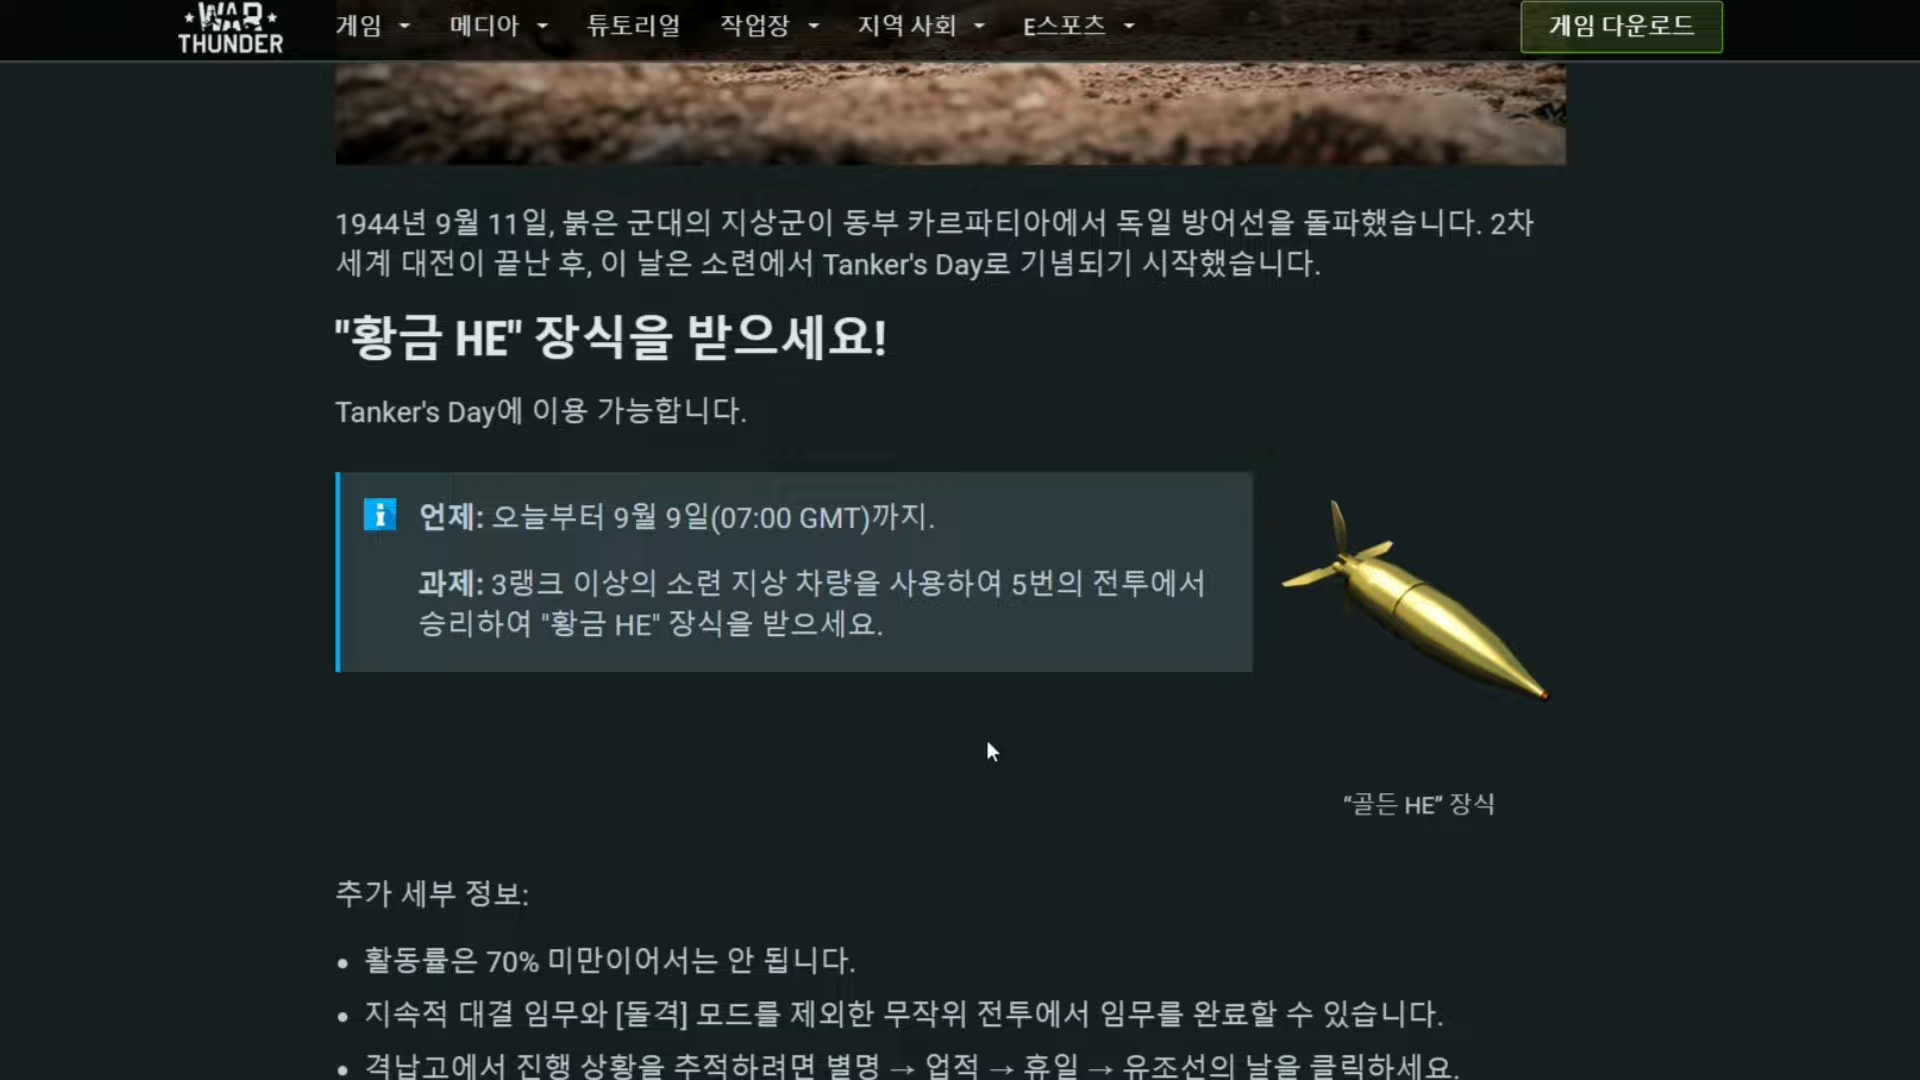 WAR
THUNDER
게임
메디아
튜토리얼
작업장
지역 사회
E스포츠
게임 다운로드
1944년 9월 11일, 붉은 군대의 지상군이 동부 카르파티아에서 독일 방어선을 돌파했습니다. 2차
세계 대전이 끝난 후, 이 날은 소련에서 Tanker's Day로 기념되기 시작했습니다.
"황금 HE" 장식을 받으세요!
Tanker's Day에 이용 가능합니다.
언제: 오늘부터 9월 9일(07:00 GMT)까지.
과제: 3랭크 이상의 소련 지상 차량을 사용하여 5번의 전투에서
승리하여 "황금 HE" 장식을 받으세요.
“골든 HE” 장식
추가 세부 정보:
• 활동률은 70% 미만이어서는 안 됩니다.
• 지속적 대결 임무와 [돌격] 모드를 제외한 무작위 전투에서 임무를 완료할 수 있습니다.
• 격납고에서 진행 상황을 추적하려면 별명 → 업적 → 휴일 → 유조선의 날을 클릭하세요.